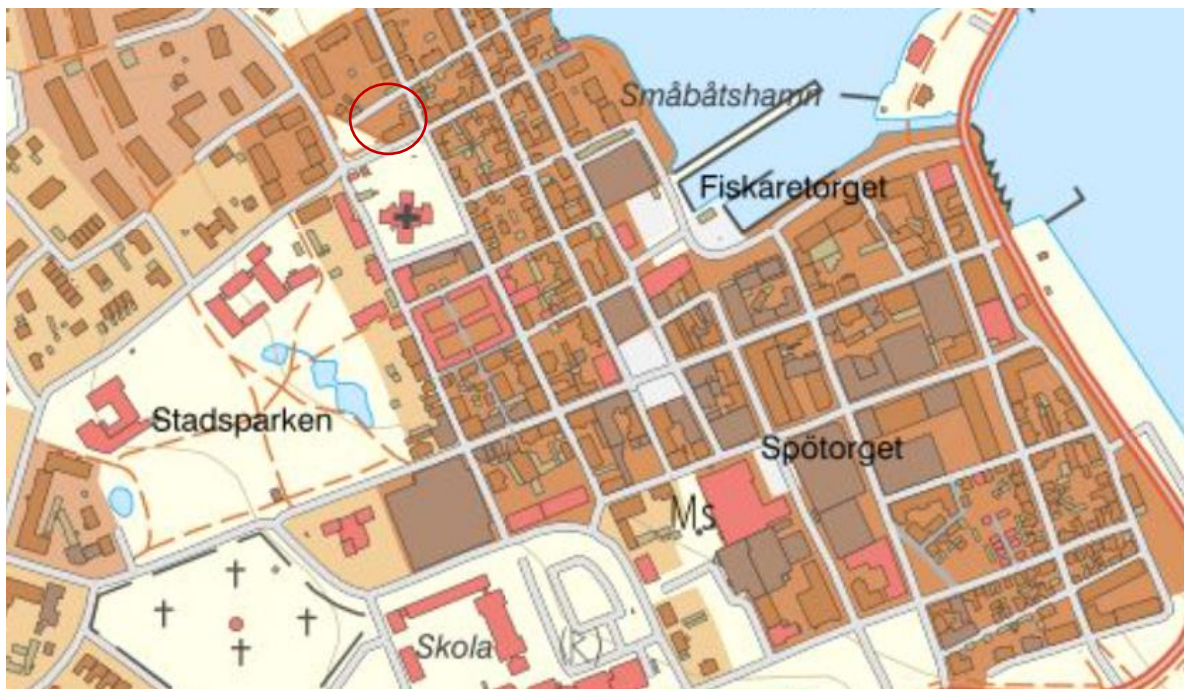 Småbåtshamn
Fiskaretorget
Stadsparken
Spötorget
Ms
Skola
(R)